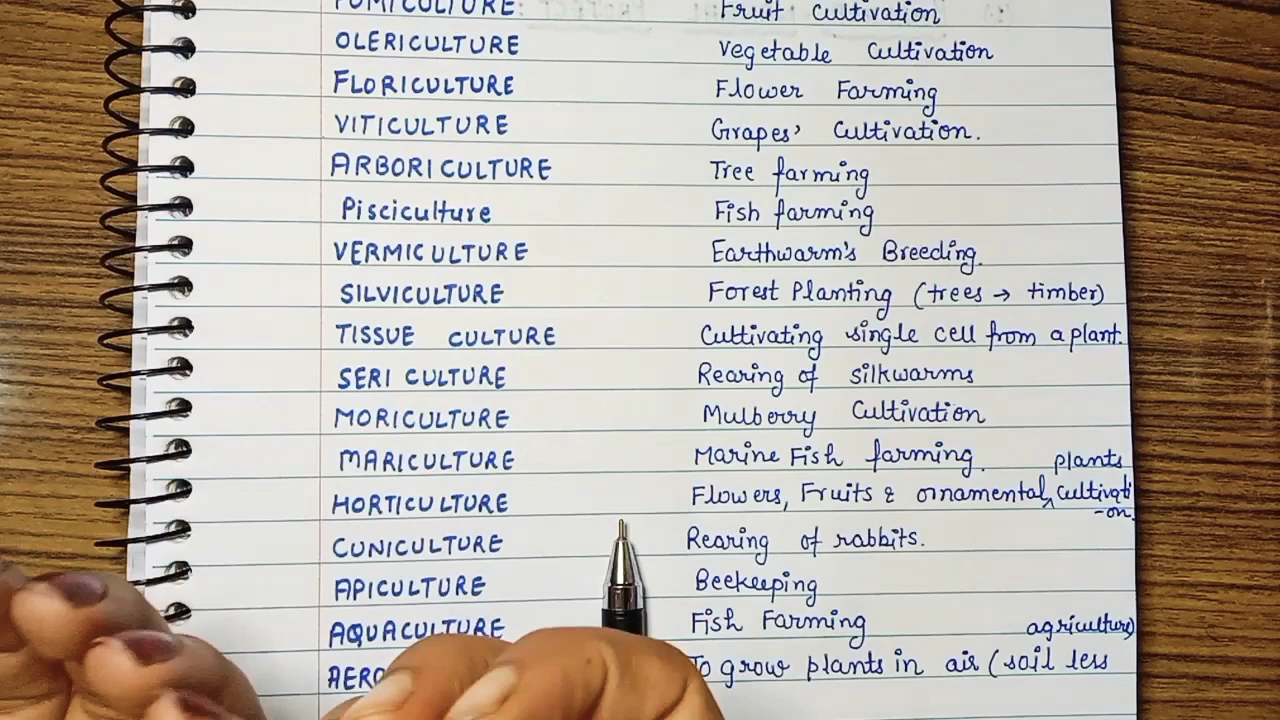 POMICULTURE Fruit Cultivation
OLERICULTURE Vegetable Cultivation
FLORICULTURE Flower Farming
VITICULTURE Grapes' Cultivation.
ARBORICULTURE Tree farming
Pisciculture Fish farming
VERMICULTURE Earthwarm's Breeding.
SILVICULTURE Forest Planting (trees → timber)
TISSUE CULTURE Cultivating single cell from a plant.
SERI CULTURE Rearing of silkwarms
MORICULTURE Mulberry Cultivation
MARICULTURE Marine Fish farming.
plants
HORTICULTURE Flowers, Fruits & ornamental ^ Cultivati
-on.
CUNICULTURE Rearing of rabbits.
APICULTURE Beekeeping
AQUACULTURE Fish Farming
agriculture)
AERO To grow plants in air (soil less